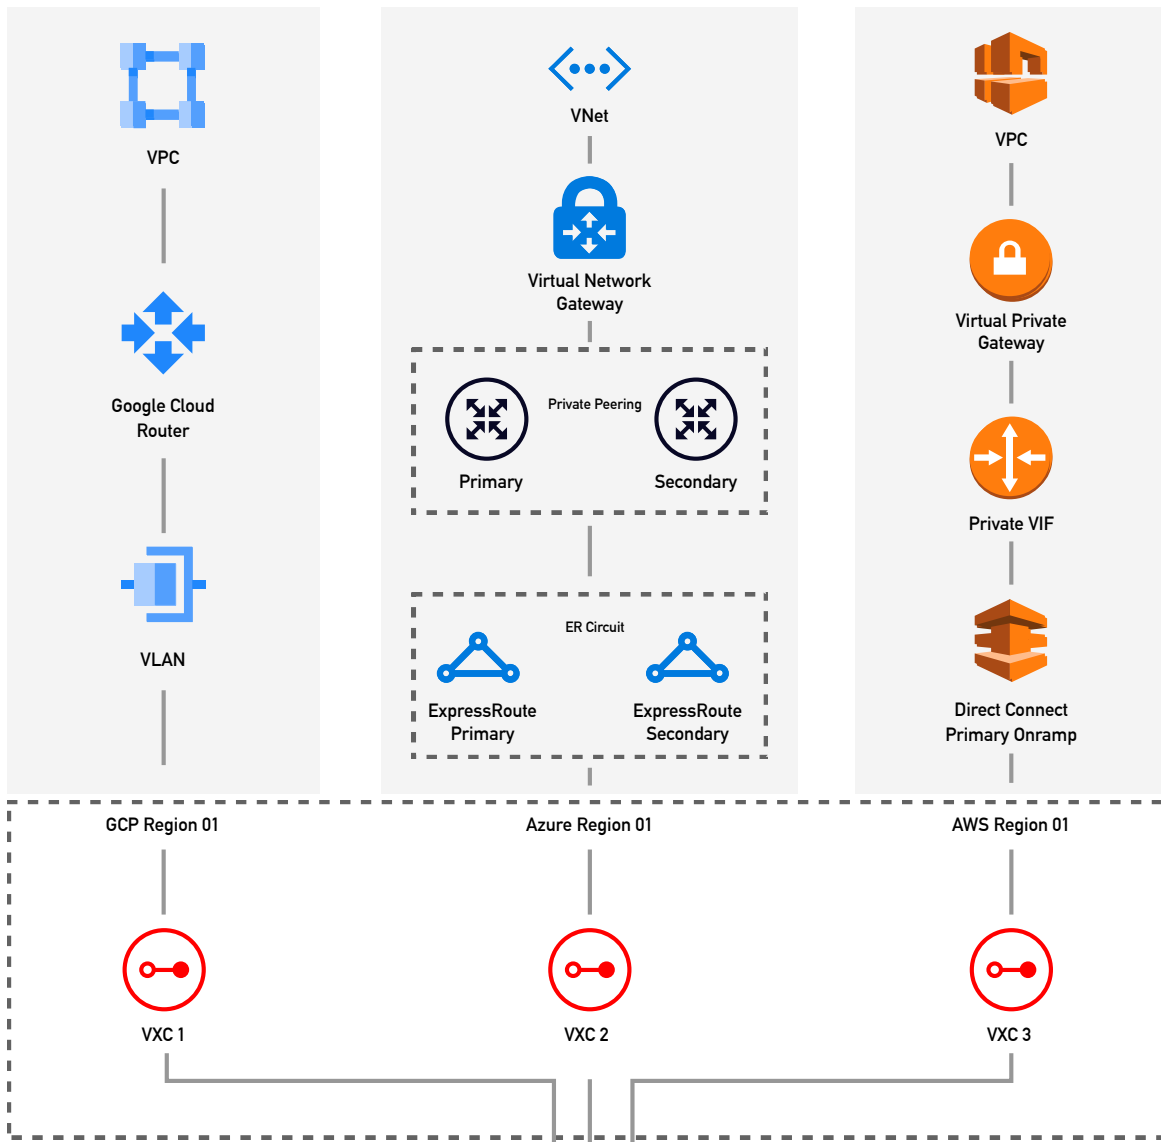 VPC
Google Cloud
Router
VLAN
VNet
Virtual Network
Gateway
Private Peering
Primary
Secondary
ER Circuit
ExpressRoute
Primary
ExpressRoute
Secondary
VPC
Virtual Private
Gateway
Private VIF
Direct Connect
Primary Onramp
GCP Region 01
Azure Region 01
AWS Region 01
VXC 1
VXC 2
VXC 3